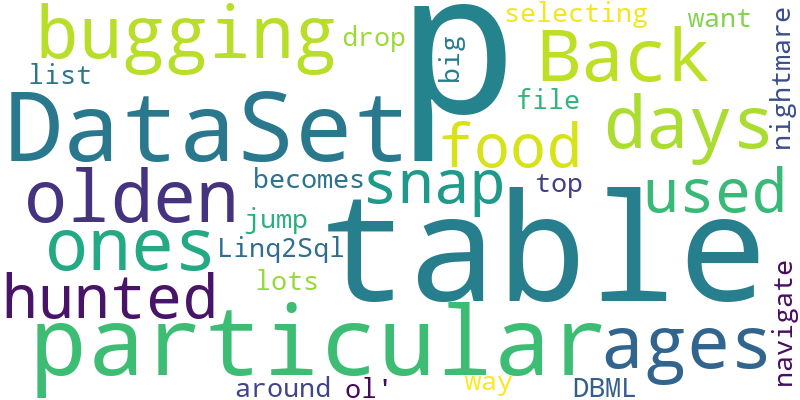 bugging
drop
p
big
selecting
want
nightmare
list
Back
file
DataSet
food
days
olden
becomes
snap
top
used
ones
jump
Linq2Sql
table
hunted
lots
particular
ages
navigate
around
ol'
way
DBML